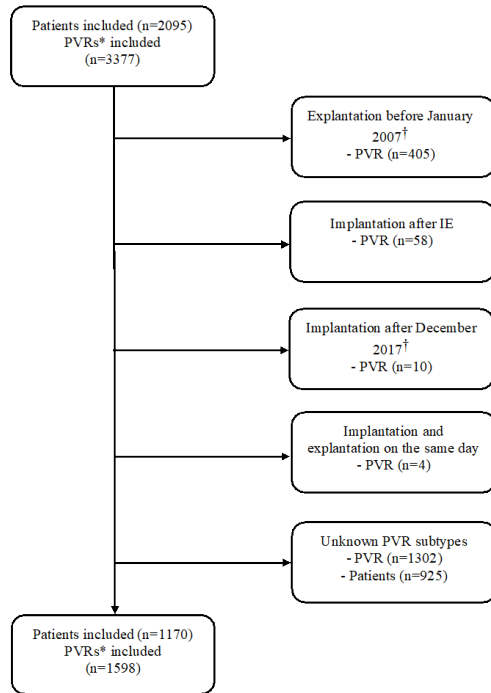 Patients included (n=2095)
PVRs* included
(n=3377)
Explantation before January
2007†
- PVR (n=405)
Implantation after IE
- PVR (n=58)
Implantation after December
2017†
- PVR (n=10)
Implantation and
explantation on the same day
- PVR (n=4)
Unknown PVR subtypes
- PVR (n=1302)
- Patients (n=925)
Patients included (n=1170)
PVRs* included
(n=1598)